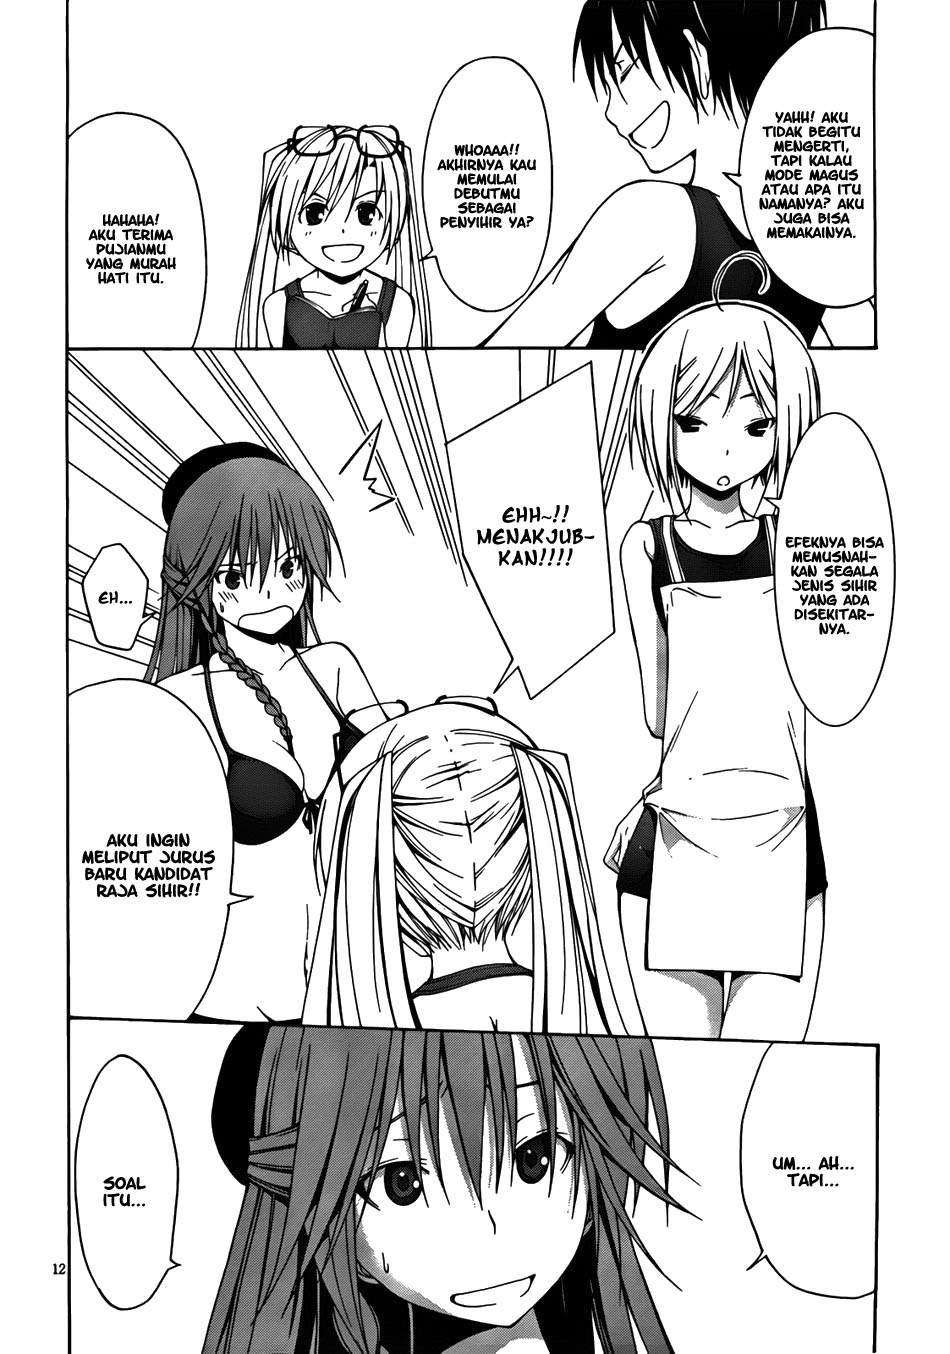 YAHH! AKU
TIDAK BEGITU
MENGERTI,
TAPI KALAU
MODE MAGUS
ATAU APA ITU
NAMANYA? AKU
JUGA BISA
MEMAKAINYA.
WHOAAA!!
AKHIRNYA KAU
MEMULAI
DEBUTMU
SEBAGAI
PENYIHIR YA?
HAHAHA!
AKU TERIMA
PUJIANMU
YANG MURAH
HATI ITU.
EFEKNYA BISA
MEMUSNAH-
KAN SEGALA
JENIS SIHIR
YANG ADA
DISEKITAR-
NYA.
EHH~!!
MENAKJUB-
KAN!!!!
EH...
AKU INGIN
MELIPUT JURUS
BARU KANDIDAT
RAJA SIHIR!!
UM... AH...
TAPI...
SOAL
ITU...
12